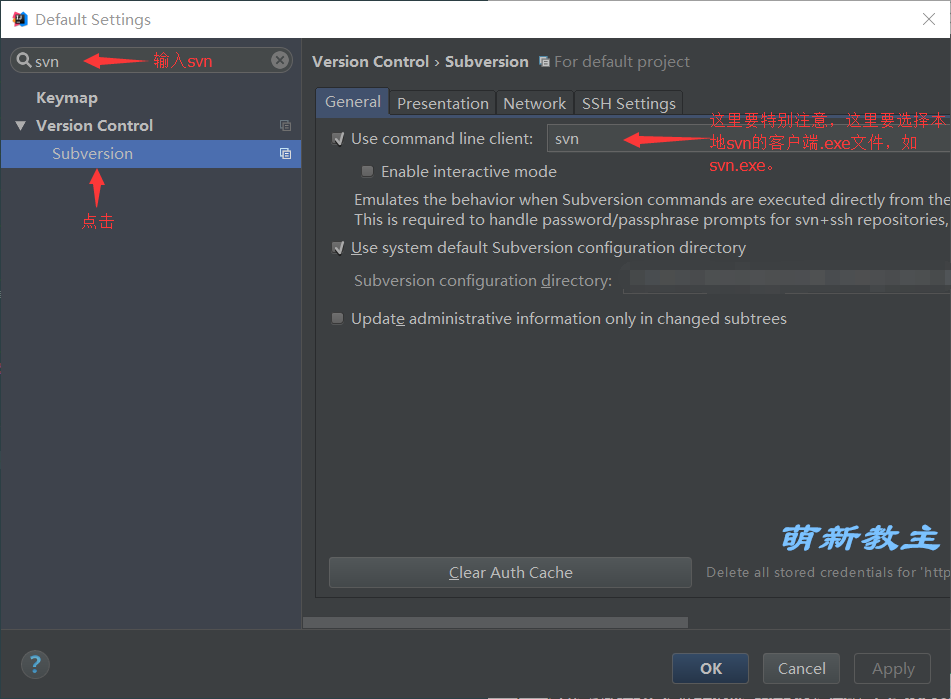 Default Settings
svn
输入svn
Keymap
Version Control
Subversion
点击
Version Control › Subversion
For default project
General
Presentation
Network
SSH Settings
Use command line client:
svn
这里要特别注意，这里要选择本
地svn的客户端.exe文件，如
svn.exe。
Enable interactive mode
Emulates the behavior when Subversion commands are executed directly from the
This is required to handle password/passphrase prompts for svn+ssh repositories,
Use system default Subversion configuration directory
Subversion configuration directory:
Update administrative information only in changed subtrees
萌新教主
Clear Auth Cache
Delete all stored credentials for 'http
?
OK
Cancel
Apply